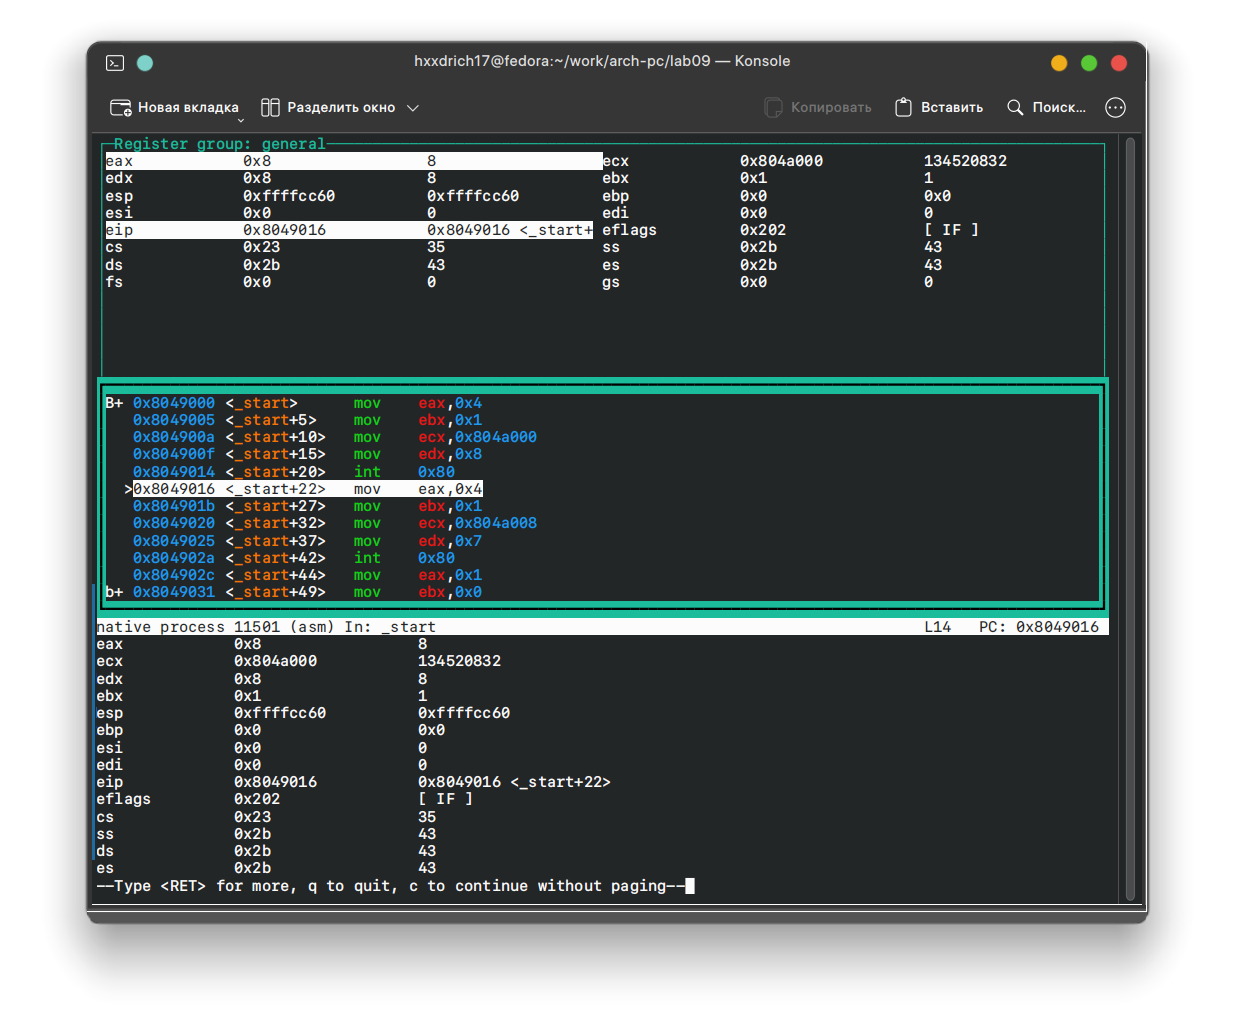 hxxdrich17@fedora:~/work/arch-pc/lab09 — Konsole
Новая вкладка Разделить окно Копировать Вставить Поиск...
Register group: general
eax 0x8 8 ecx 0x804a000 134520832
edx 0x8 8 ebx 0x1 1
esp 0xffffcc60 0xffffcc60 ebp 0x0 0x0
esi 0x0 0 edi 0x0 0
eip 0x8049016 0x8049016 <_start+ eflags 0x202 [ IF ]
cs 0x23 35 ss 0x2b 43
ds 0x2b 43 es 0x2b 43
fs 0x0 0 gs 0x0 0
B+ 0x8049000 <_start> mov eax,0x4
0x8049005 <_start+5> mov ebx,0x1
0x804900a <_start+10> mov ecx,0x804a000
0x804900f <_start+15> mov edx,0x8
0x8049014 <_start+20> int 0x80
>0x8049016 <_start+22> mov eax,0x4
0x804901b <_start+27> mov ebx,0x1
0x8049020 <_start+32> mov ecx,0x804a008
0x8049025 <_start+37> mov edx,0x7
0x804902a <_start+42> int 0x80
0x804902c <_start+44> mov eax,0x1
b+ 0x8049031 <_start+49> mov ebx,0x0
native process 11501 (asm) In: _start L14 PC: 0x8049016
eax 0x8 8
ecx 0x804a000 134520832
edx 0x8 8
ebx 0x1 1
esp 0xffffcc60 0xffffcc60
ebp 0x0 0x0
esi 0x0 0
edi 0x0 0
eip 0x8049016 0x8049016 <_start+22>
eflags 0x202 [ IF ]
cs 0x23 35
ss 0x2b 43
ds 0x2b 43
es 0x2b 43
--Type <RET> for more, q to quit, c to continue without paging--